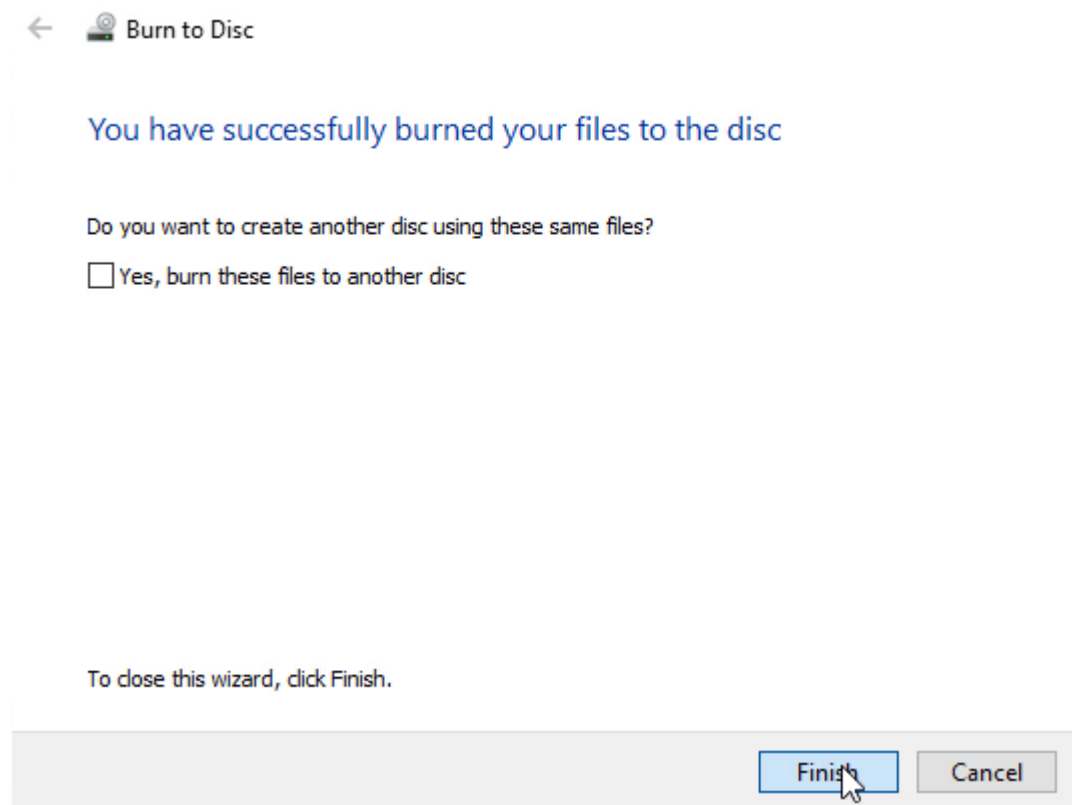 Burn to Disc
You have successfully burned your files to the disc
Do you want to create another disc using these same files?
Yes, burn these files to another disc
To close this wizard, click Finish.
Finish Cancel